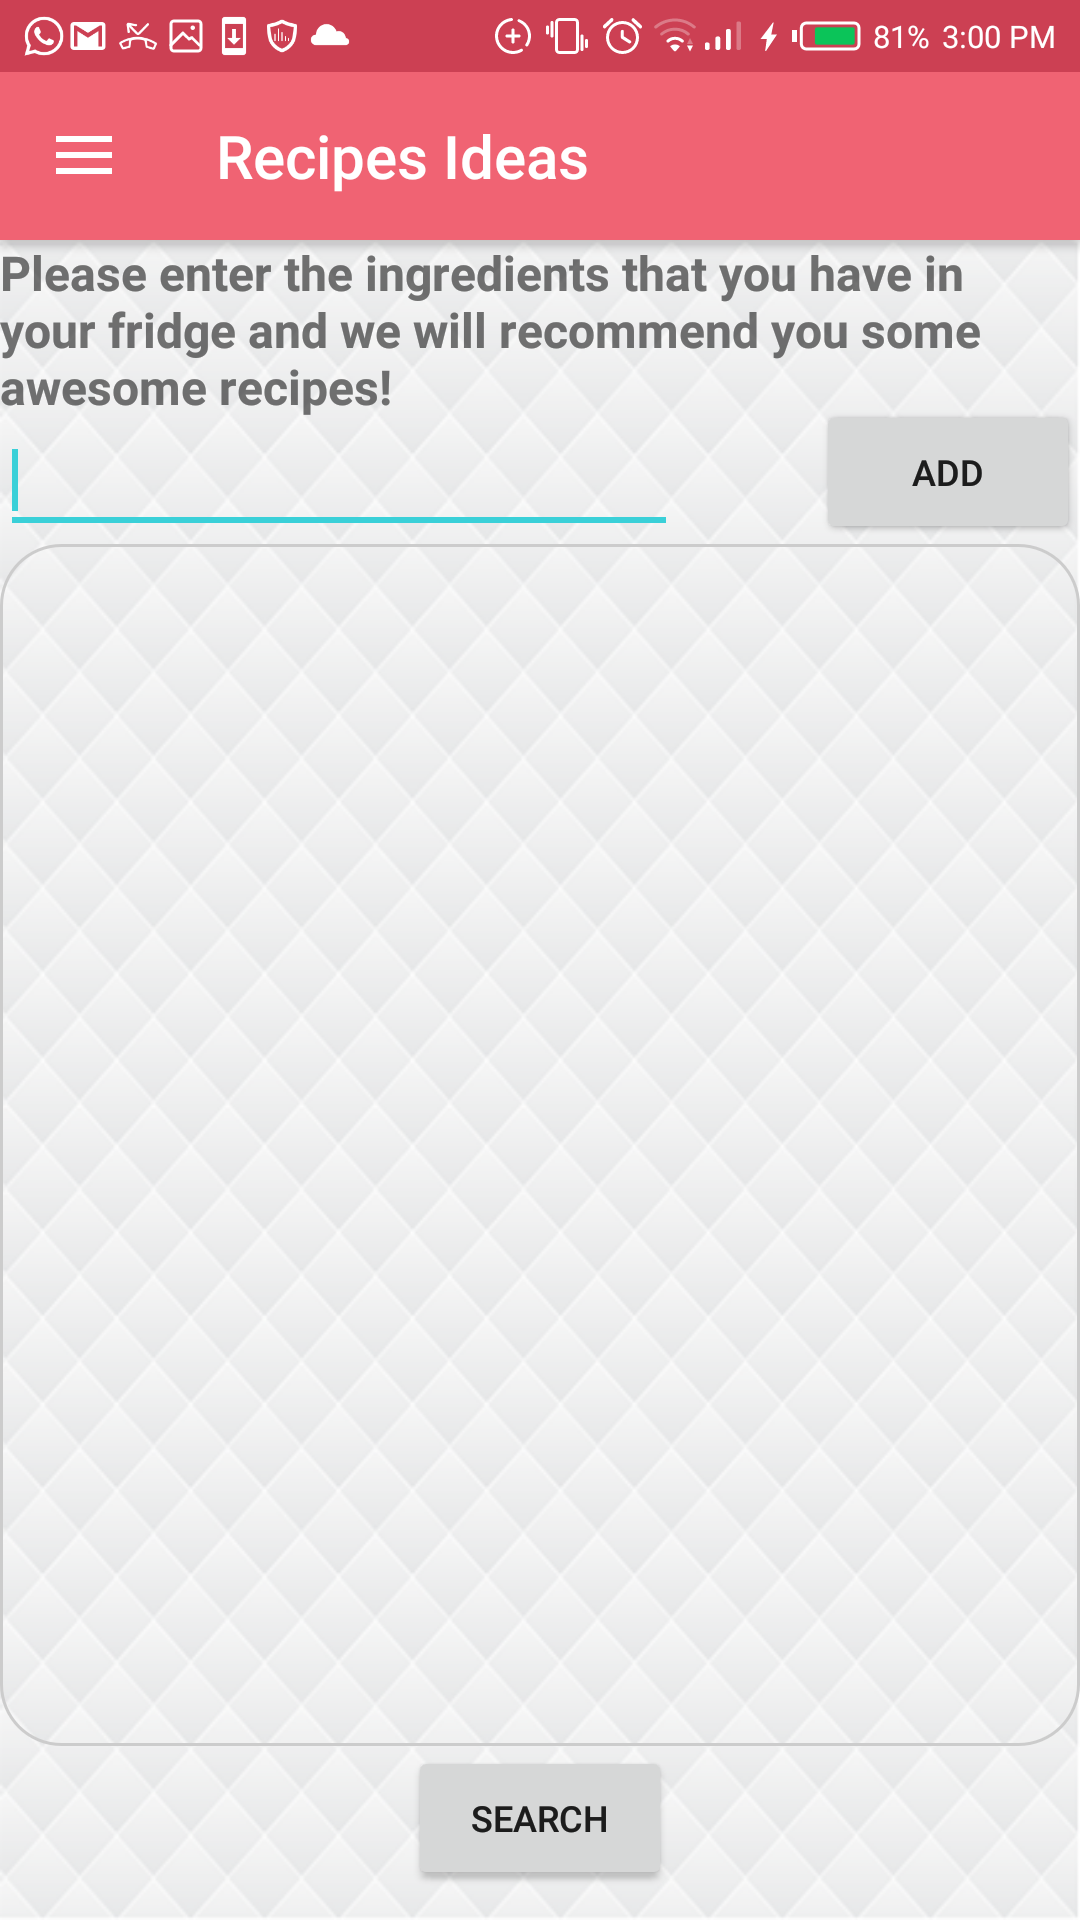 81% 3:00 PM
Recipes Ideas
Please enter the ingredients that you have in
your fridge and we will recommend you some
awesome recipes!
ADD
SEARCH